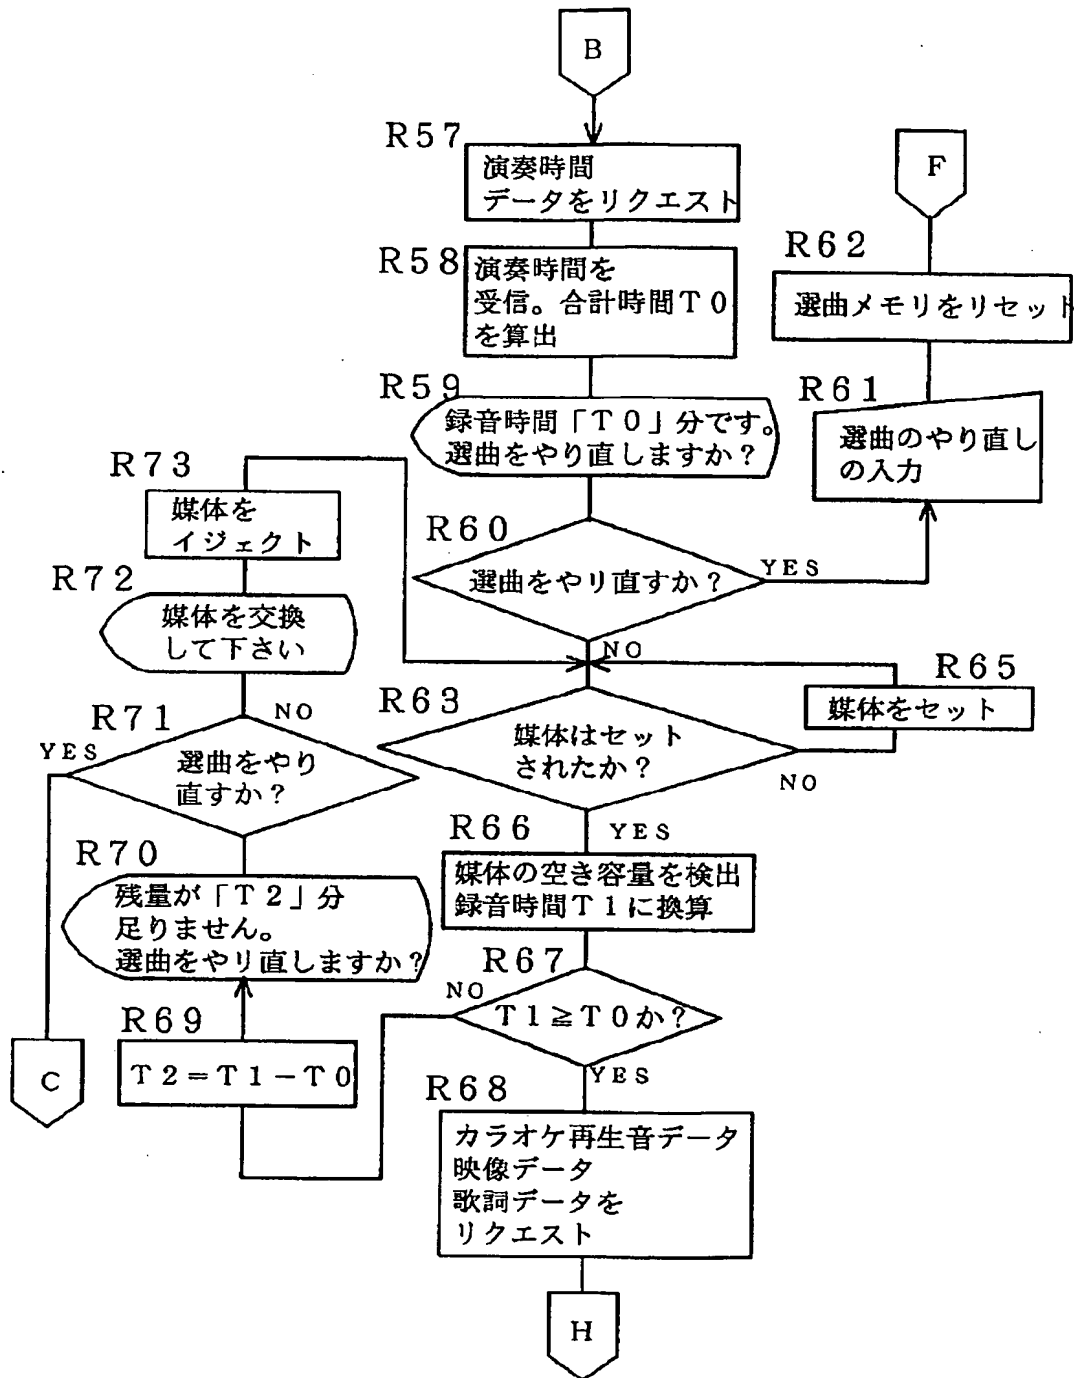 B
R57
演奏時間
データをリクエスト
R58
演奏時間を
受信。合計時間T0
を算出
R59
録音時間「T0」分です。
選曲をやり直しますか？
R60
選曲をやり直すか？
YES
NO
F
R62
選曲メモリをリセット
R61
選曲のやり直し
の入力
R73
媒体を
イジェクト
R72
媒体を交換
して下さい
R71
NO
YES
選曲をやり
直すか？
R70
残量が「T2」分
足りません。
選曲をやり直しますか？
R69
T2＝T1－T0
C
R63
媒体はセット
されたか？
NO
R65
媒体をセット
YES
R66
媒体の空き容量を検出
録音時間T1に換算
R67
NO
T1≧T0か？
YES
R68
カラオケ再生音データ
映像データ
歌詞データを
リクエスト
H